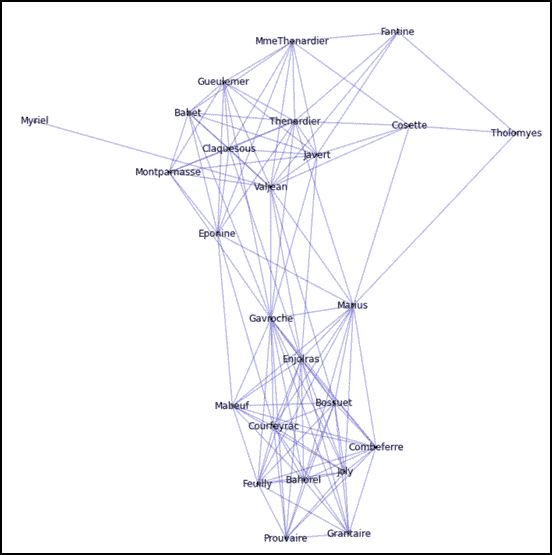 Fantine
MmeThenardier
Gueulemer
Babet
Myriel
Thenardier
Cosette
Tholomyes
Claquesous
Javert
Montparnasse
Valjean
Eponine
Marius
Gavroche
Enjolras
Mabeuf
Bossuet
Courfeyrac
Combeferre
Joly
Bahorel
Feuilly
Grantaire
Prouvaire